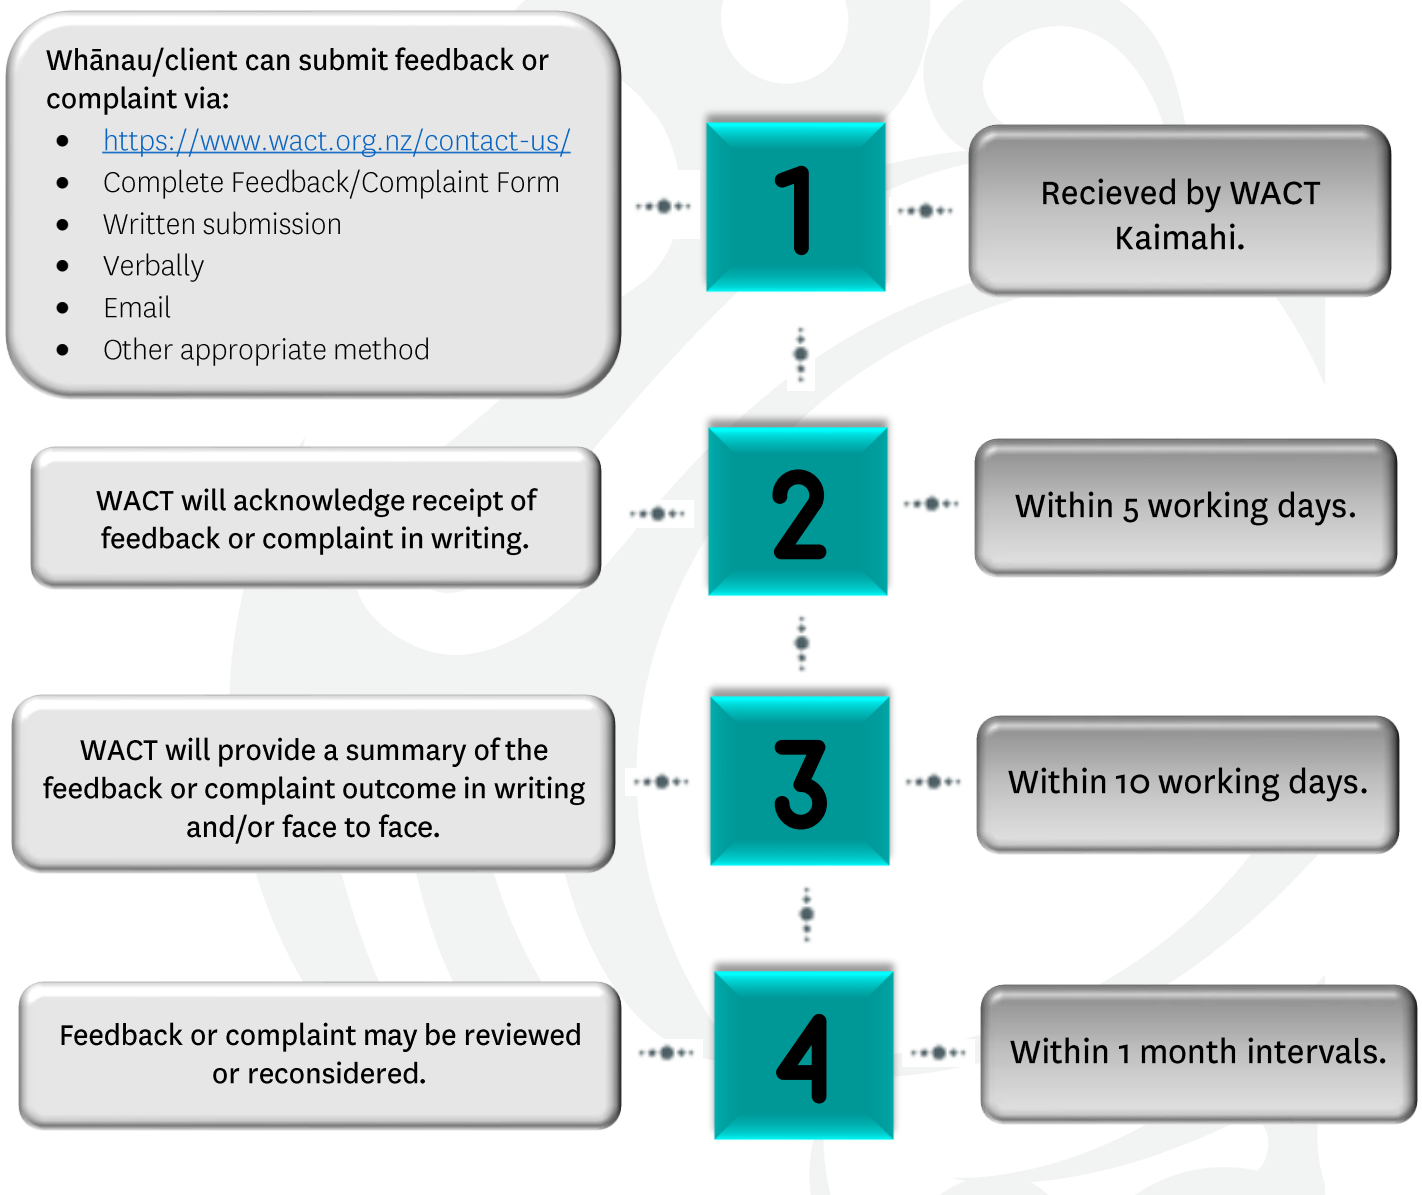 Whānau/client can submit feedback or
complaint via:
• https://www.wact.org.nz/contact-us/
• Complete Feedback/Complaint Form
• Written submission
• Verbally
• Email
• Other appropriate method
1
Recieved by WACT
Kaimahi.
WACT will acknowledge receipt of
feedback or complaint in writing.
2
Within 5 working days.
WACT will provide a summary of the
feedback or complaint outcome in writing
and/or face to face.
3
Within 10 working days.
Feedback or complaint may be reviewed
or reconsidered.
4
Within 1 month intervals.